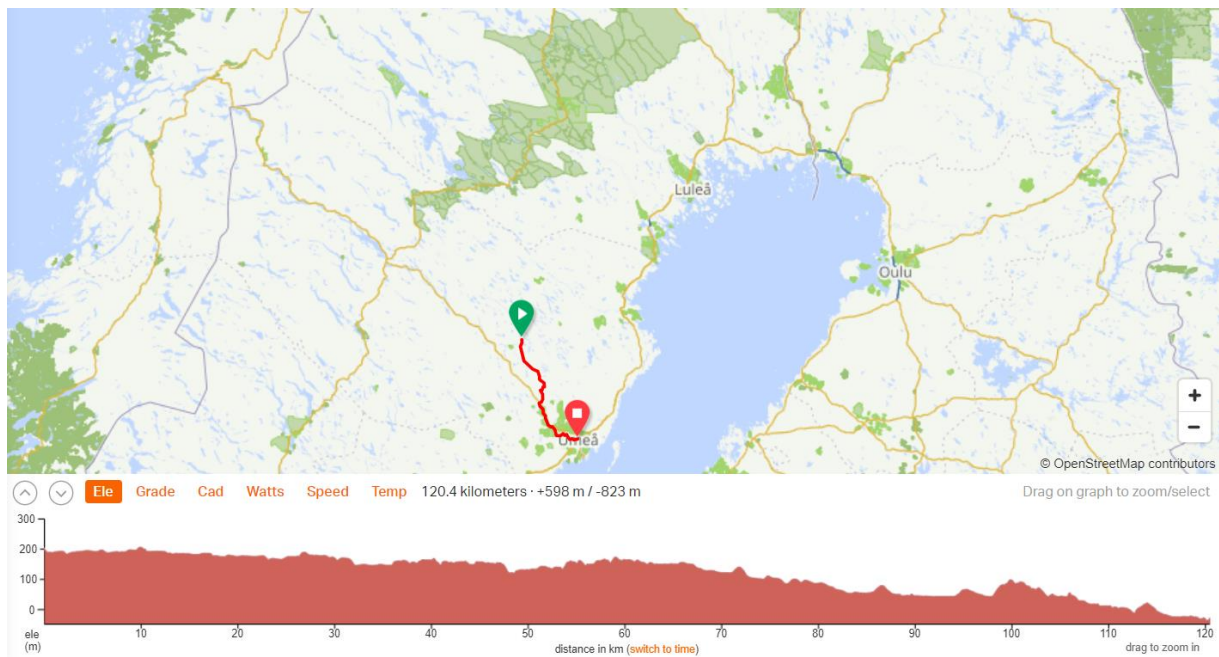 Luleå
Oulu
Umeå
+
−
© OpenStreetMap contributors
Ele Grade Cad Watts Speed Temp 120.4 kilometers · +598 m / -823 m Drag on graph to zoom/select
300
200
100
0
ele
(m)
10 20 30 40 50 60 70 80 90 100 110 120
distance in km (switch to time)
drag to zoom in